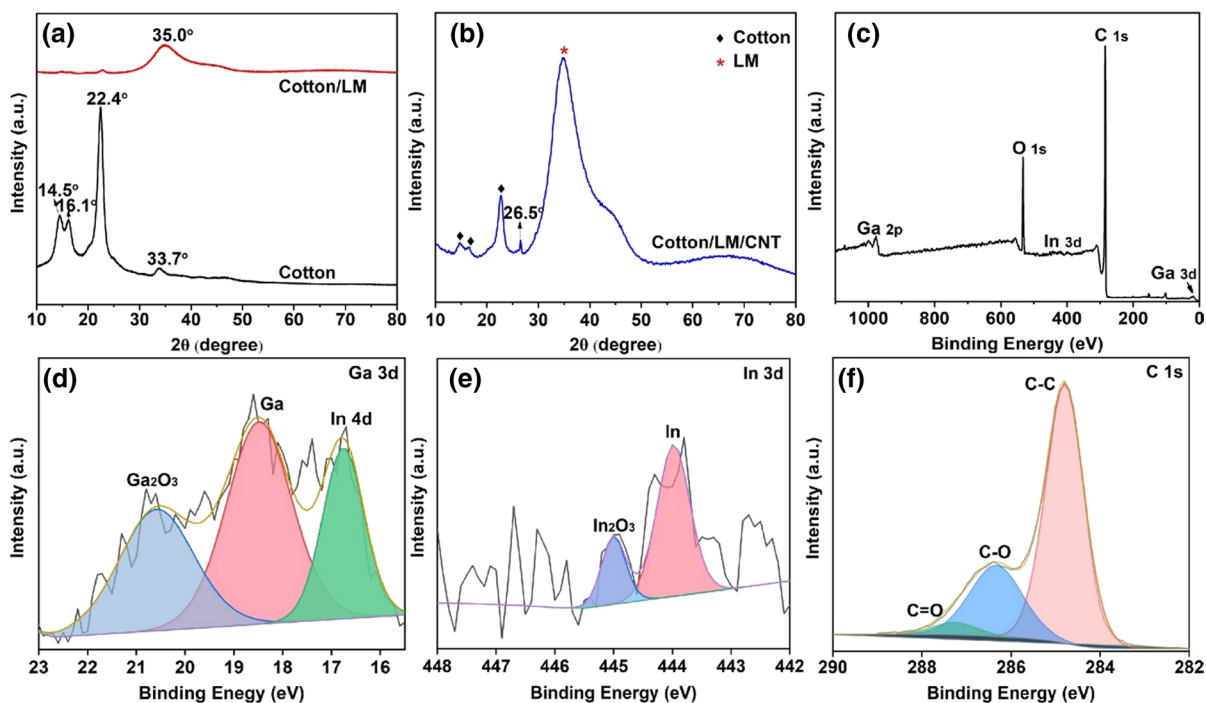 (a)
35.0°
Cotton/LM
22.4°
14.5°
16.1°
33.7°
Cotton
Intensity (a.u.)
10 20 30 40 50 60 70 80
2θ (degree)
(b)
*
♦ Cotton
* LM
26.5°
Cotton/LM/CNT
Intensity (a.u.)
10 20 30 40 50 60 70 80
2θ (degree)
(c)
C 1s
O 1s
Ga 2p
In 3d
Ga 3d
Intensity (a.u.)
1000 800 600 400 200 0
Binding Energy (eV)
(d)
Ga 3d
Ga
In 4d
Ga₂O₃
Intensity (a.u.)
23 22 21 20 19 18 17 16
Binding Enegy (eV)
(e)
In 3d
In
In₂O₃
Intensity (a.u.)
448 447 446 445 444 443 442
Binding Energy (eV)
(f)
C 1s
C-C
C-O
C=O
Intensity (a.u.)
290 288 286 284 282
Binding Energy (eV)